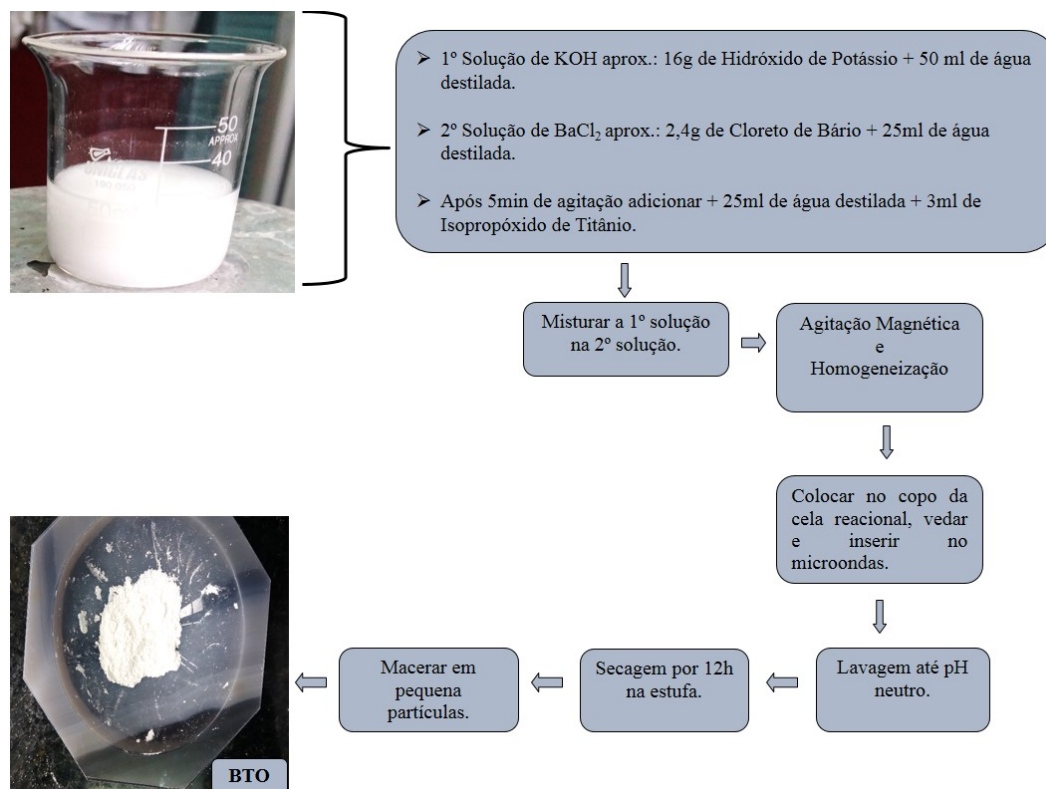 50
APPROX
40
UNIGLAS
➢ 1º Solução de KOH aprox.: 16g de Hidróxido de Potássio + 50 ml de água
destilada.
➢ 2º Solução de BaCl₂ aprox.: 2,4g de Cloreto de Bário + 25ml de água
destilada.
➢ Após 5min de agitação adicionar + 25ml de água destilada + 3ml de
Isopropóxido de Titânio.
Misturar a 1º solução
na 2º solução.
Agitação Magnética
e
Homogeneização
Colocar no copo da
cela reacional, vedar
e inserir no
microondas.
Lavagem até pH
neutro.
Secagem por 12h
na estufa.
Macerar em
pequena
partículas.
BTO